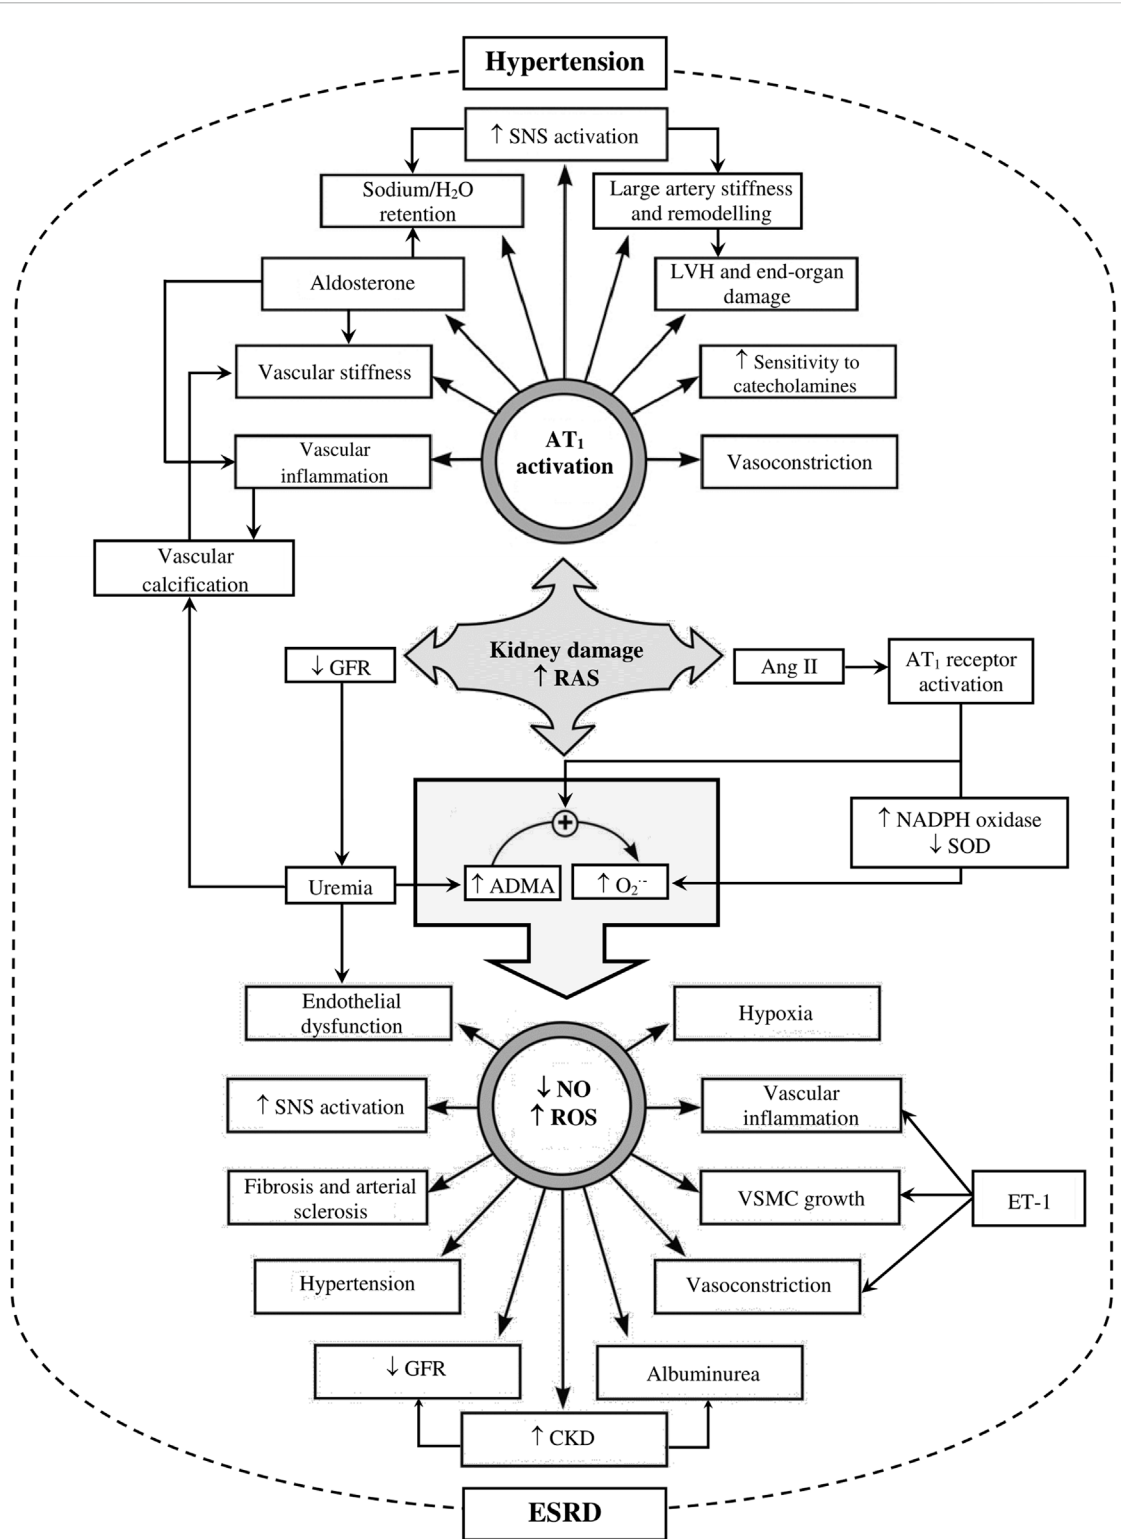 Hypertension
↑ SNS activation
Sodium/H₂O
retention
Large artery stiffness
and remodelling
Aldosterone
LVH and end-organ
damage
Vascular stiffness
↑ Sensitivity to
catecholamines
AT₁
activation
Vascular
inflammation
Vasoconstriction
Vascular
calcification
Kidney damage
↑ RAS
↓ GFR
Ang II
AT₁ receptor
activation
+
↑ NADPH oxidase
↓ SOD
Uremia
↑ ADMA
↑ O₂·⁻
Endothelial
dysfunction
Hypoxia
↓ NO
↑ ROS
↑ SNS activation
Vascular
inflammation
Fibrosis and arterial
sclerosis
VSMC growth
ET-1
Hypertension
Vasoconstriction
↓ GFR
Albuminurea
↑ CKD
ESRD